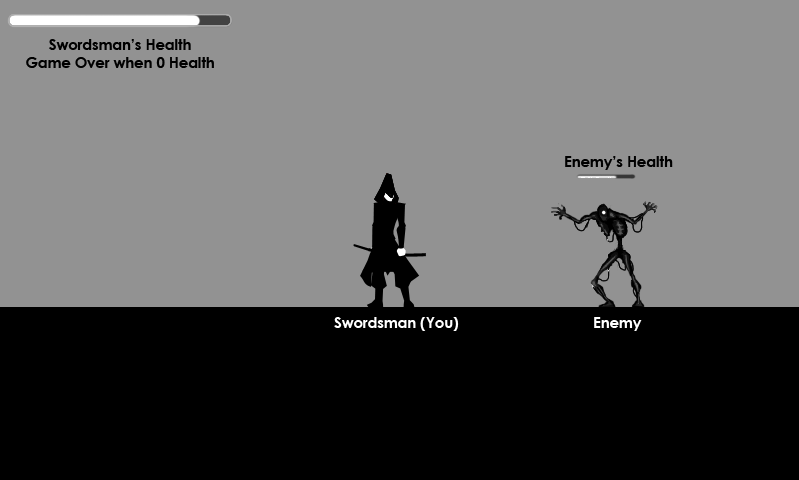 Swordsman's Health
Game Over when 0 Health
Enemy's Health
Swordsman (You)
Enemy